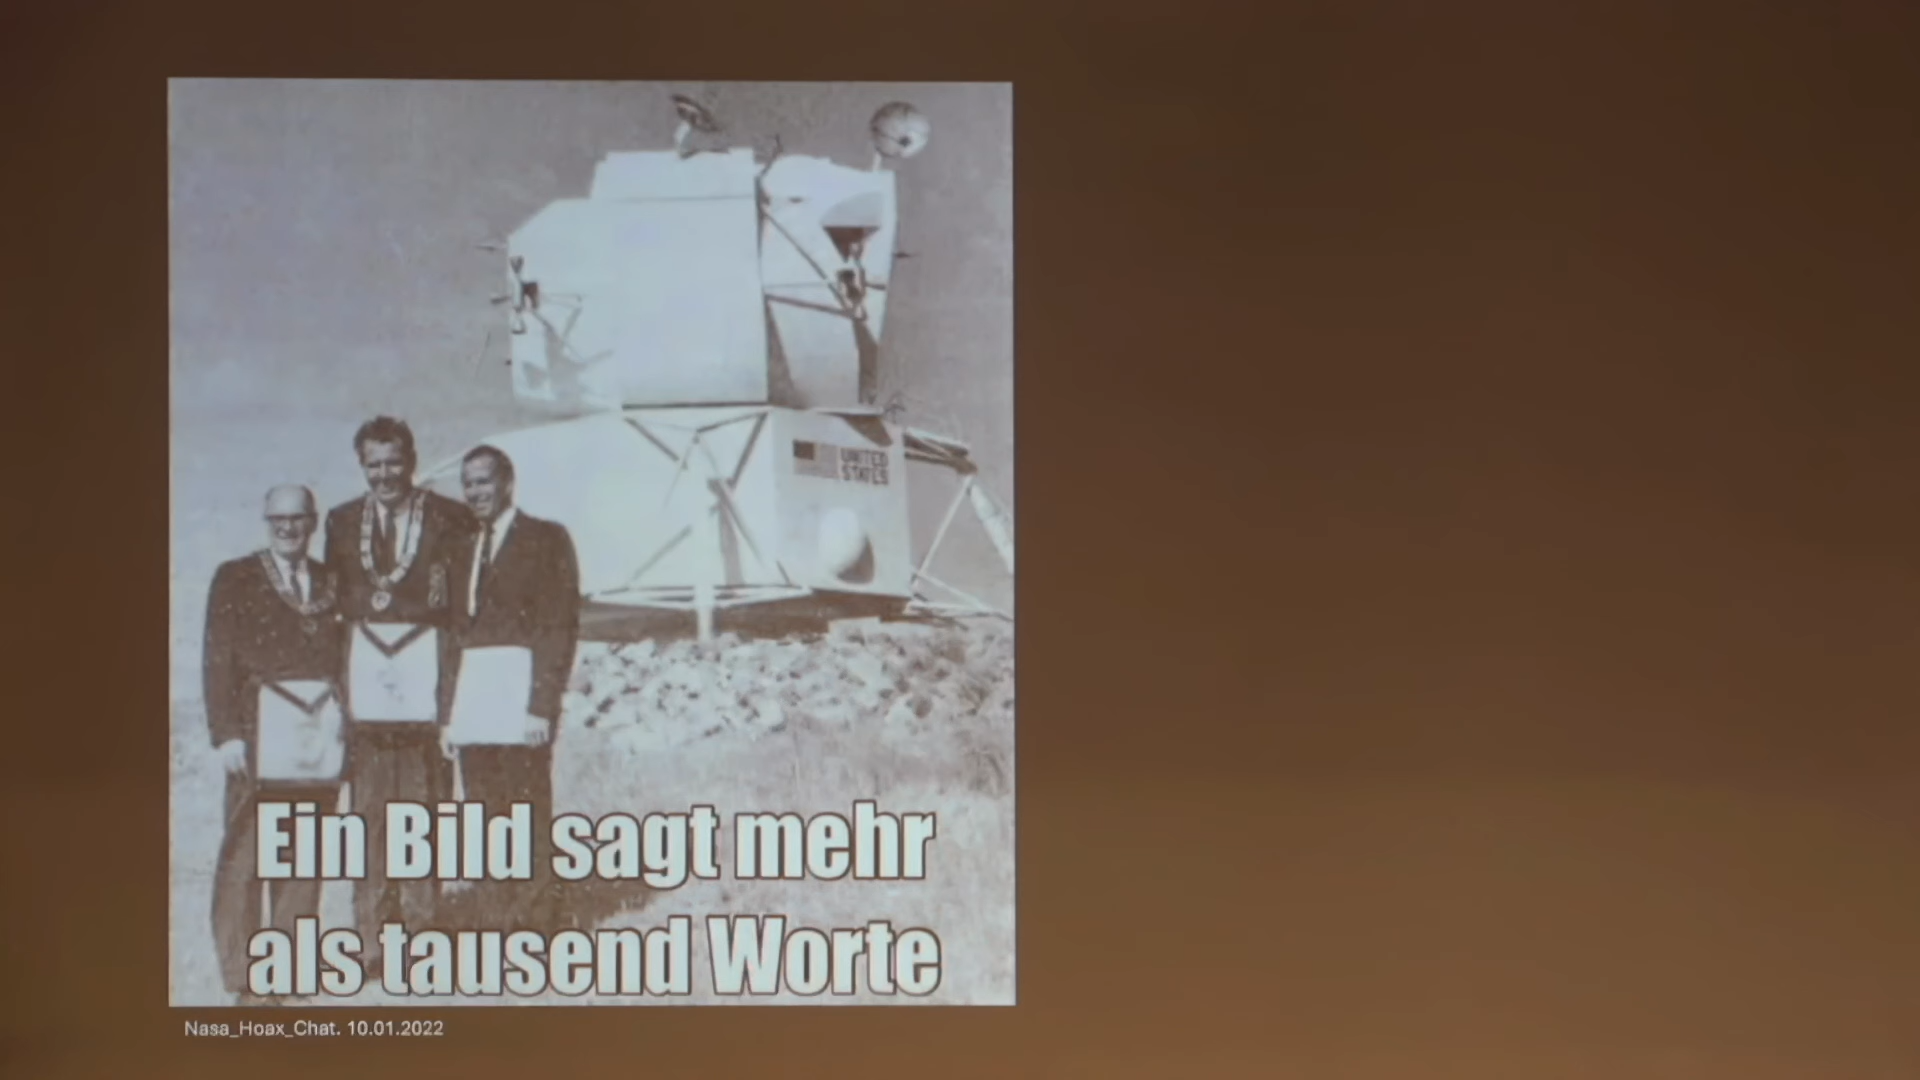 UNITED
STATES
Ein Bild sagt mehr
als tausend Worte
Nasa_Hoax_Chat. 10.01.2022